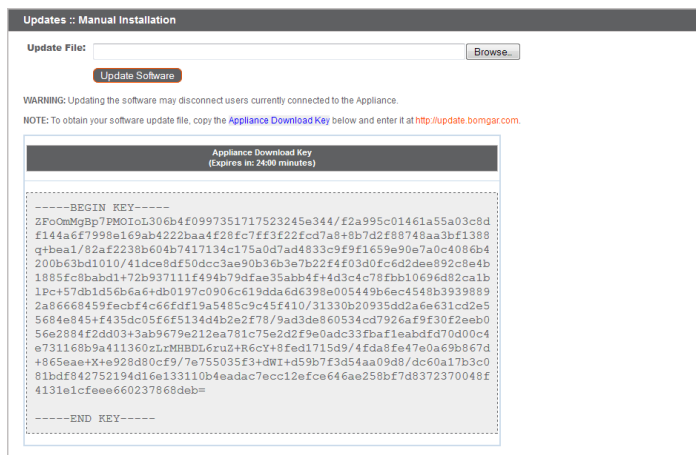 Updates :: Manual Installation
Update File:
Browse..
Update Software
WARNING: Updating the software may disconnect users currently connected to the Appliance.
NOTE: To obtain your software update file, copy the Appliance Download Key below and enter it at http://update.bomgar.com.
Appliance Download Key
(Expires in: 24:00 minutes)
-----BEGIN KEY-----
ZFoOmMgBp7PMOIoL306b4f0997351717523245e344/f2a995c01461a55a03c8d
f144a6f7998e169ab4222baa4f28fc7ff3f22fcd7a8+8b7d2f88748aa3bf1388
q+bea1/82af2238b604b7417134c175a0d7ad4833c9f9f1659e90e7a0c4086b4
200b63bd1010/41dce8df50dcc3ae90b36b3e7b22f4f03d0fc6d2dee892c8e4b
1885fc8babd1+72b937111f494b79dfae35abb4f+4d3c4c78fbb10696d82ca1b
lPc+57db1d56b6a6+db0197c0906c619dda6d6398e005449b6ec4548b3939889
2a86668459fecbf4c66fdf19a5485c9c45f410/31330b20935dd2a6e631cd2e5
5684e845+f435dc05f6f5134d4b2e2f78/9ad3de860534cd7926af9f30f2eeb0
56e2884f2dd03+3ab9679e212ea781c75e2d2f9e0adc33fbaf1eabdfd70d00c4
e731168b9a411360zLrMHBDL6ruZ+R6cY+8fed1715d9/4fda8fe47e0a69b867d
+865eae+X+e928d80cf9/7e755035f3+dWI+d59b7f3d54aa09d8/dc60a17b3c0
81bdf842752194d16e133110b4eadac7ecc12efce646ae258bf7d8372370048f
4131e1cfeee660237868deb=
-----END KEY-----